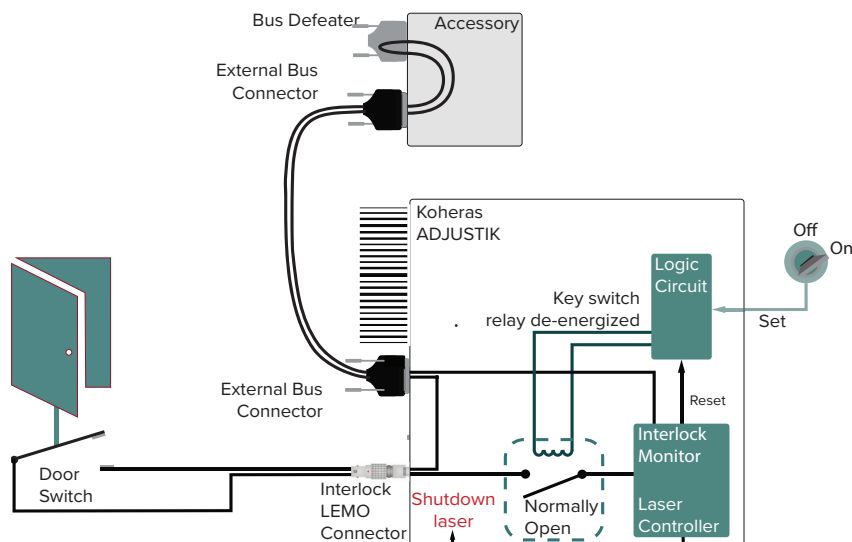 Bus Defeater
Accessory
External Bus
Connector
Koheras
ADJUSTIK
Off
On
Logic
Circuit
Key switch
relay de-energized
Set
External Bus
Connector
Reset
Interlock
Monitor
Door
Switch
Interlock
LEMO
Connector
Shutdown
laser
Normally
Open
Laser
Controller